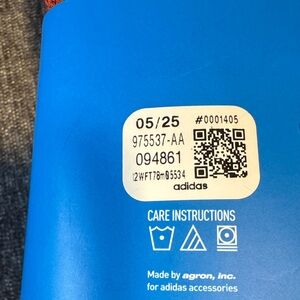 05/25 #0001405
975537-AA
094861
adidas
CARE INSTRUCTIONS
Made by agron, inc.
for adidas accessories